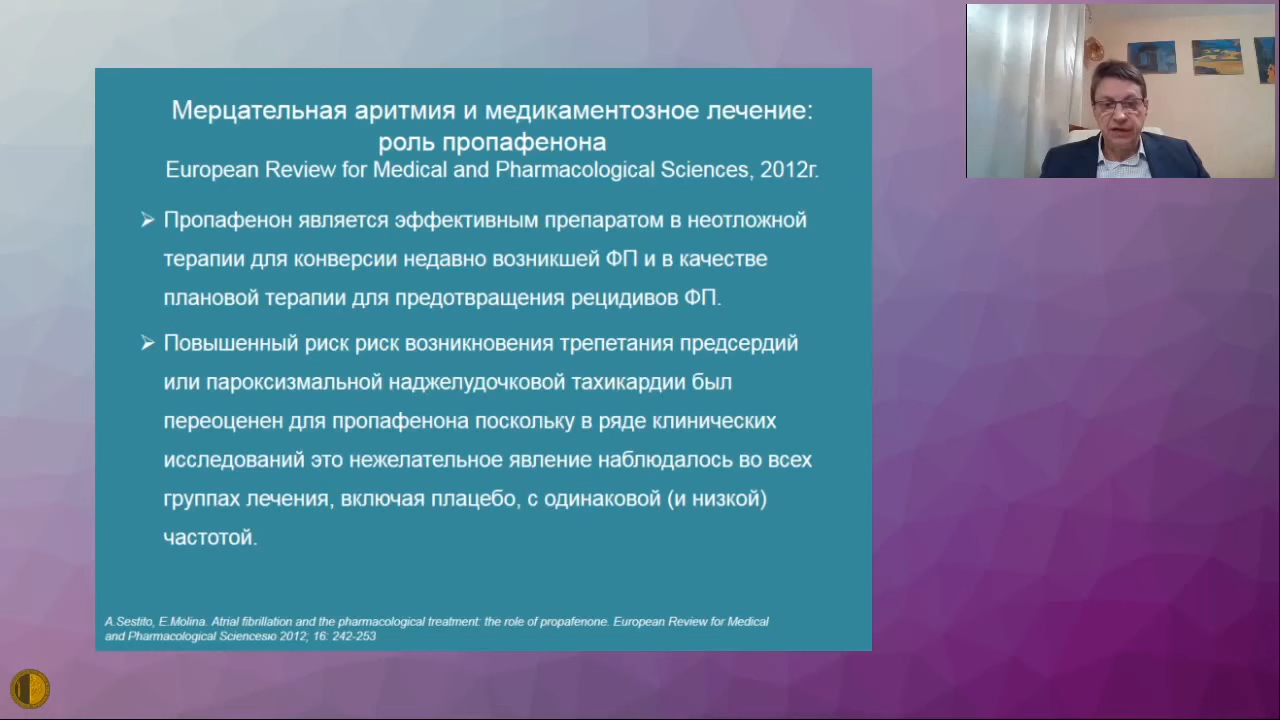 Мерцательная аритмия и медикаментозное лечение:
роль пропафенона
European Review for Medical and Pharmacological Sciences, 2012г.
Пропафенон является эффективным препаратом в неотложной
терапии для конверсии недавно возникшей ФП и в качестве
плановой терапии для предотвращения рецидивов ФП.
Повышенный риск риск возникновения трепетания предсердий
или пароксизмальной наджелудочковой тахикардии был
переоценен для пропафенона поскольку в ряде клинических
исследований это нежелательное явление наблюдалось во всех
группах лечения, включая плацебо, с одинаковой (и низкой)
частотой.
A.Sestito, E.Molina. Atrial fibrillation and the pharmacological treatment: the role of propafenone. European Review for Medical
and Pharmacological Sciencesю 2012; 16: 242-253